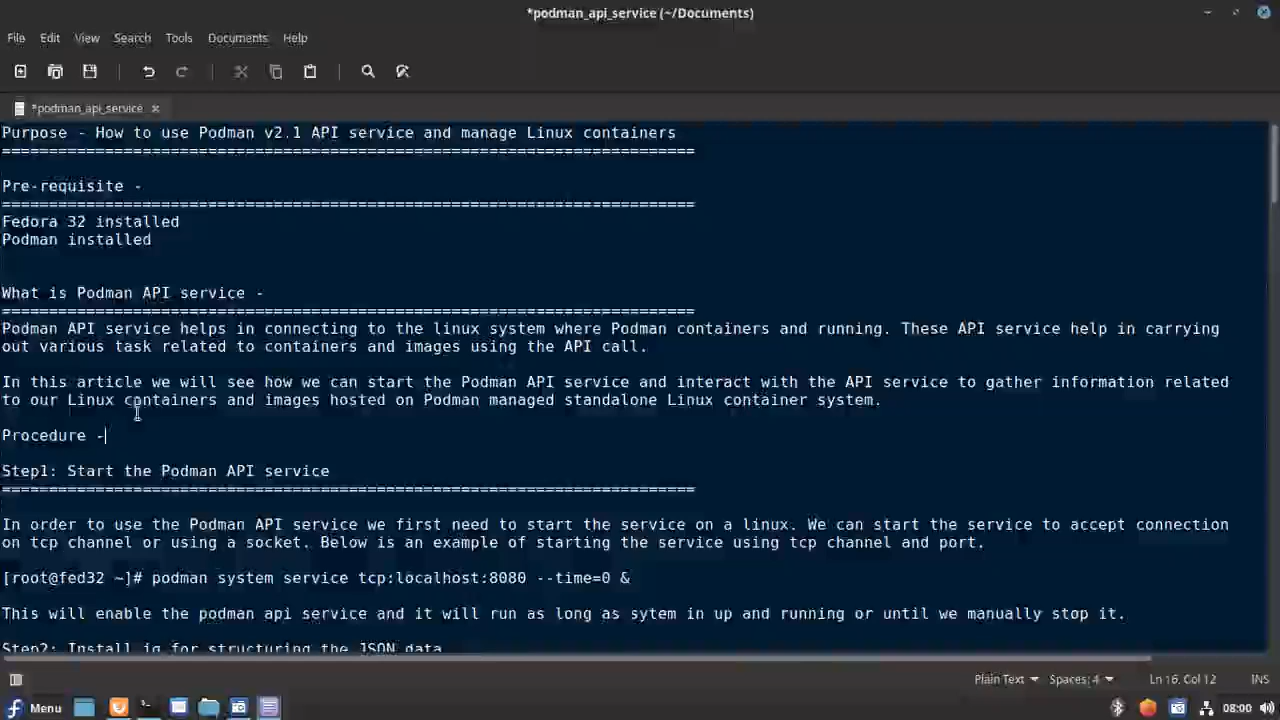 *podman_api_service (~/Documents)
File Edit View Search Tools Documents Help
*podman_api_service
Purpose - How to use Podman v2.1 API service and manage Linux containers
==========================================================================
Pre-requisite -
==========================================================================
Fedora 32 installed
Podman installed
What is Podman API service -
==========================================================================
Podman API service helps in connecting to the linux system where Podman containers and running. These API service help in carrying
out various task related to containers and images using the API call.
In this article we will see how we can start the Podman API service and interact with the API service to gather information related
to our Linux containers and images hosted on Podman managed standalone Linux container system.
Procedure -
Step1: Start the Podman API service
==========================================================================
In order to use the Podman API service we first need to start the service on a linux. We can start the service to accept connection
on tcp channel or using a socket. Below is an example of starting the service using tcp channel and port.
[root@fed32 ~]# podman system service tcp:localhost:8080 --time=0 &
This will enable the podman api service and it will run as long as sytem in up and running or until we manually stop it.
Step2: Install jq for structuring the JSON data
Plain Text Spaces: 4 Ln 16, Col 12 INS
Menu 08:00